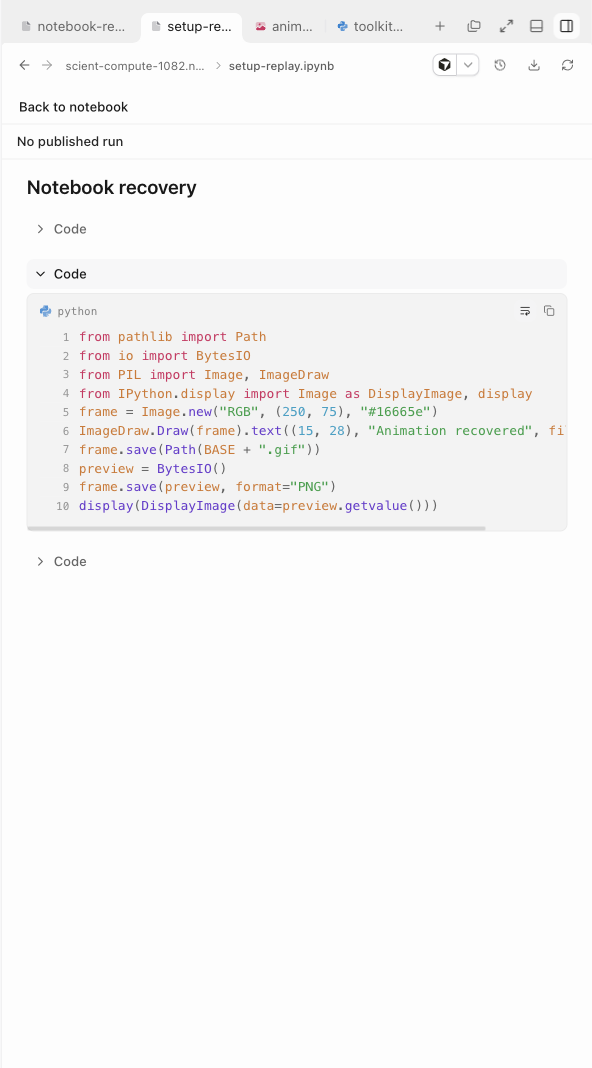 notebook-re...
setup-re...
anim...
toolkit...
scient-compute-1082.n... > setup-replay.ipynb
Back to notebook
No published run
Notebook recovery
Code
Code
python
1 from pathlib import Path
2 from io import BytesIO
3 from PIL import Image, ImageDraw
4 from IPython.display import Image as DisplayImage, display
5 frame = Image.new("RGB", (250, 75), "#16665e")
6 ImageDraw.Draw(frame).text((15, 28), "Animation recovered", fi
7 frame.save(Path(BASE + ".gif"))
8 preview = BytesIO()
9 frame.save(preview, format="PNG")
10 display(DisplayImage(data=preview.getvalue()))
Code